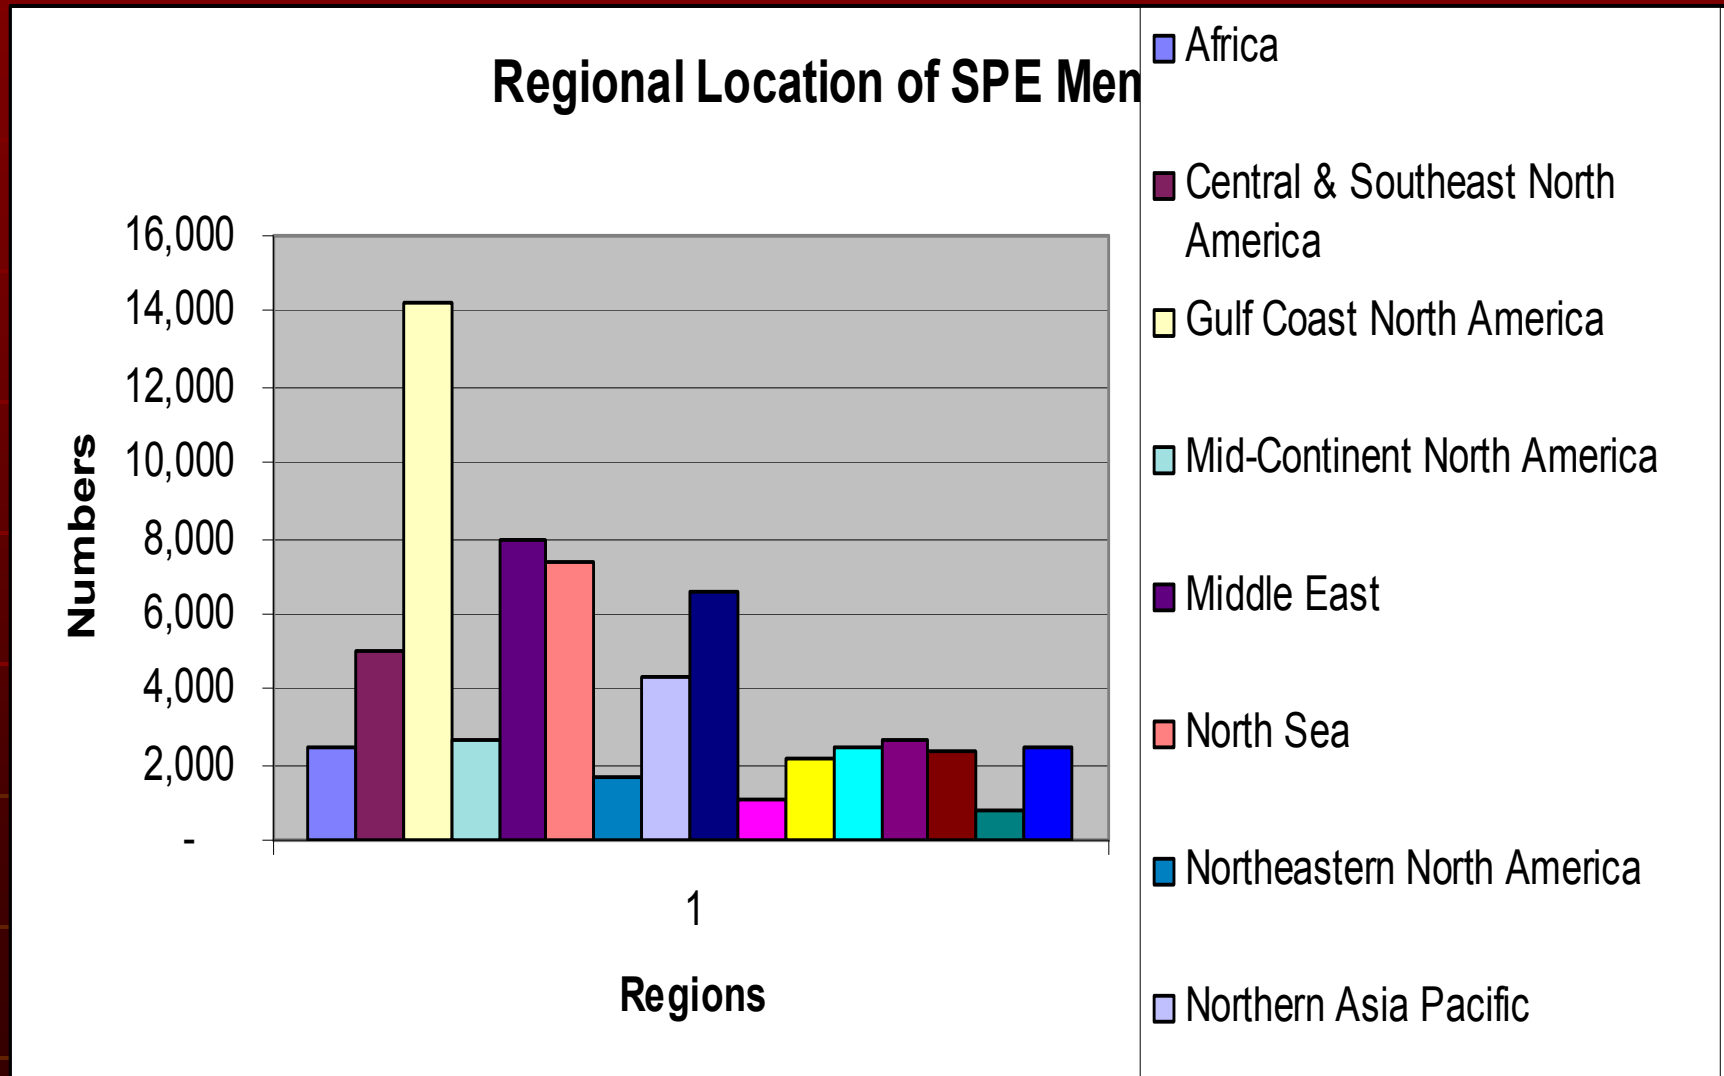 Regional Location of SPE Mem
16,000
14,000
12,000
10,000
8,000
6,000
4,000
2,000
-
Numbers
1
Regions
Africa
Central & Southeast North
America
Gulf Coast North America
Mid-Continent North America
Middle East
North Sea
Northeastern North America
Northern Asia Pacific